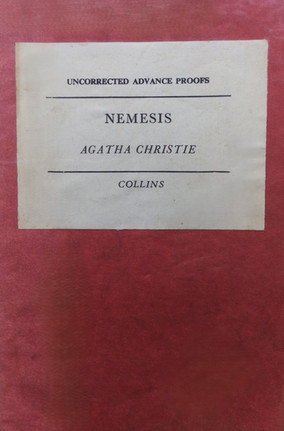 UNCORRECTED ADVANCE PROOFS
NEMESIS
AGATHA CHRISTIE
COLLINS